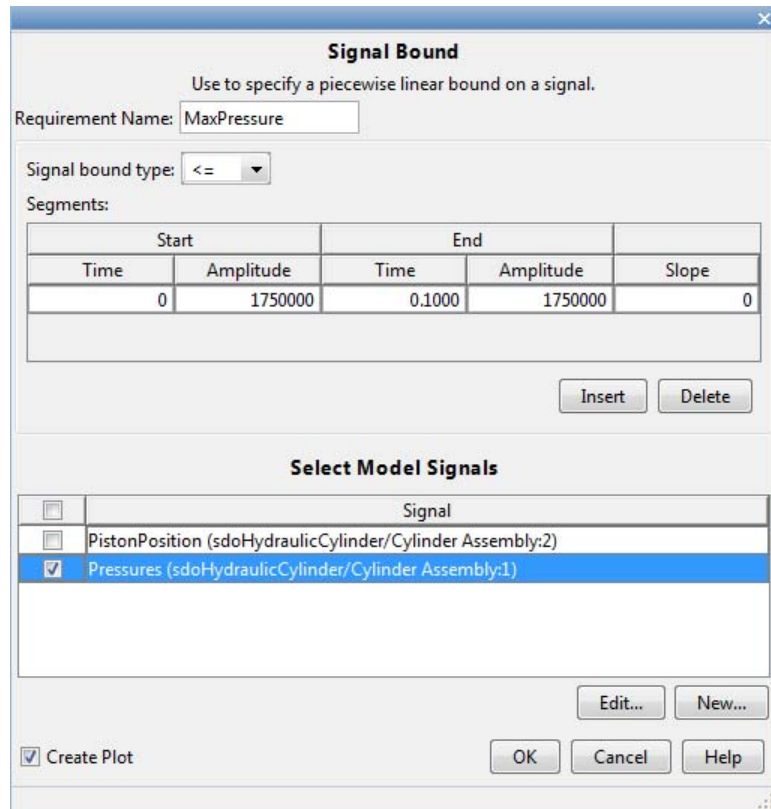 Signal Bound
Use to specify a piecewise linear bound on a signal.
Requirement Name: MaxPressure
Signal bound type: <=
Segments:
Start End
Time Amplitude Time Amplitude Slope
0 1750000 0.1000 1750000 0
Insert Delete
Select Model Signals
Signal
PistonPosition (sdoHydraulicCylinder/Cylinder Assembly:2)
Pressures (sdoHydraulicCylinder/Cylinder Assembly:1)
Edit... New...
Create Plot OK Cancel Help